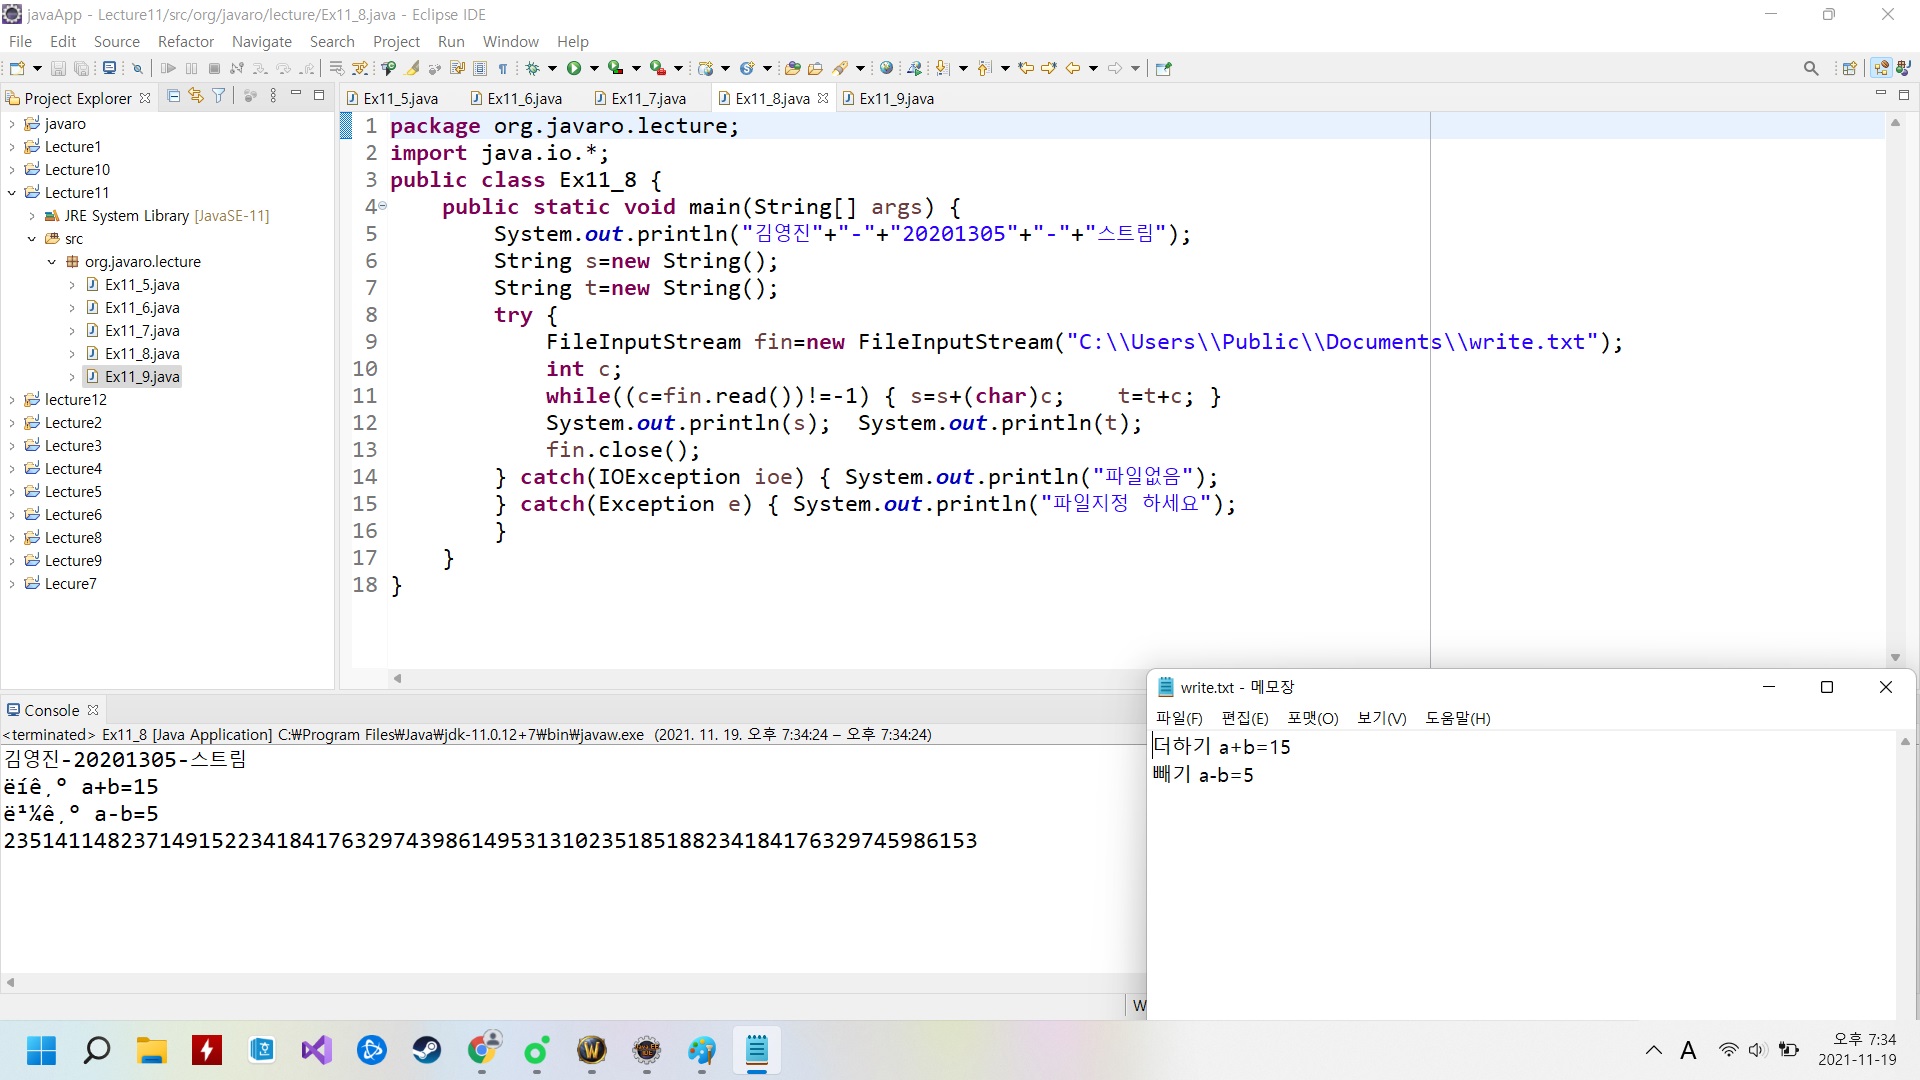 javaApp - Lecture11/src/org/javaro/lecture/Ex11_8.java - Eclipse IDE
File Edit Source Refactor Navigate Search Project Run Window Help
Project Explorer
Ex11_5.java Ex11_6.java Ex11_7.java Ex11_8.java Ex11_9.java
javaro
Lecture1
Lecture10
Lecture11
JRE System Library [JavaSE-11]
src
org.javaro.lecture
Ex11_5.java
Ex11_6.java
Ex11_7.java
Ex11_8.java
Ex11_9.java
lecture12
Lecture2
Lecture3
Lecture4
Lecture5
Lecture6
Lecture8
Lecture9
Lecure7
1 package org.javaro.lecture;
2 import java.io.*;
3 public class Ex11_8 {
4 public static void main(String[] args) {
5 System.out.println("김영진"+"-"+"20201305"+"-"+"스트림");
6 String s=new String();
7 String t=new String();
8 try {
9 FileInputStream fin=new FileInputStream("C:\\Users\\Public\\Documents\\write.txt");
10 int c;
11 while((c=fin.read())!=-1) { s=s+(char)c; t=t+c; }
12 System.out.println(s); System.out.println(t);
13 fin.close();
14 } catch(IOException ioe) { System.out.println("파일없음");
15 } catch(Exception e) { System.out.println("파일지정 하세요");
16 }
17 }
18 }
Console
<terminated> Ex11_8 [Java Application] C:₩Program Files₩Java₩jdk-11.0.12+7₩bin₩javaw.exe (2021. 11. 19. 오후 7:34:24 – 오후 7:34:24)
김영진-20201305-스트림
ëíê¸° a+b=15
ë¹¼ê¸° a-b=5
2351411482371491522341841763297439861495313102351851882341841763297459861​53
write.txt - 메모장
파일(F) 편집(E) 포맷(O) 보기(V) 도움말(H)
더하기 a+b=15
빼기 a-b=5
W
A
오후 7:34
2021-11-19